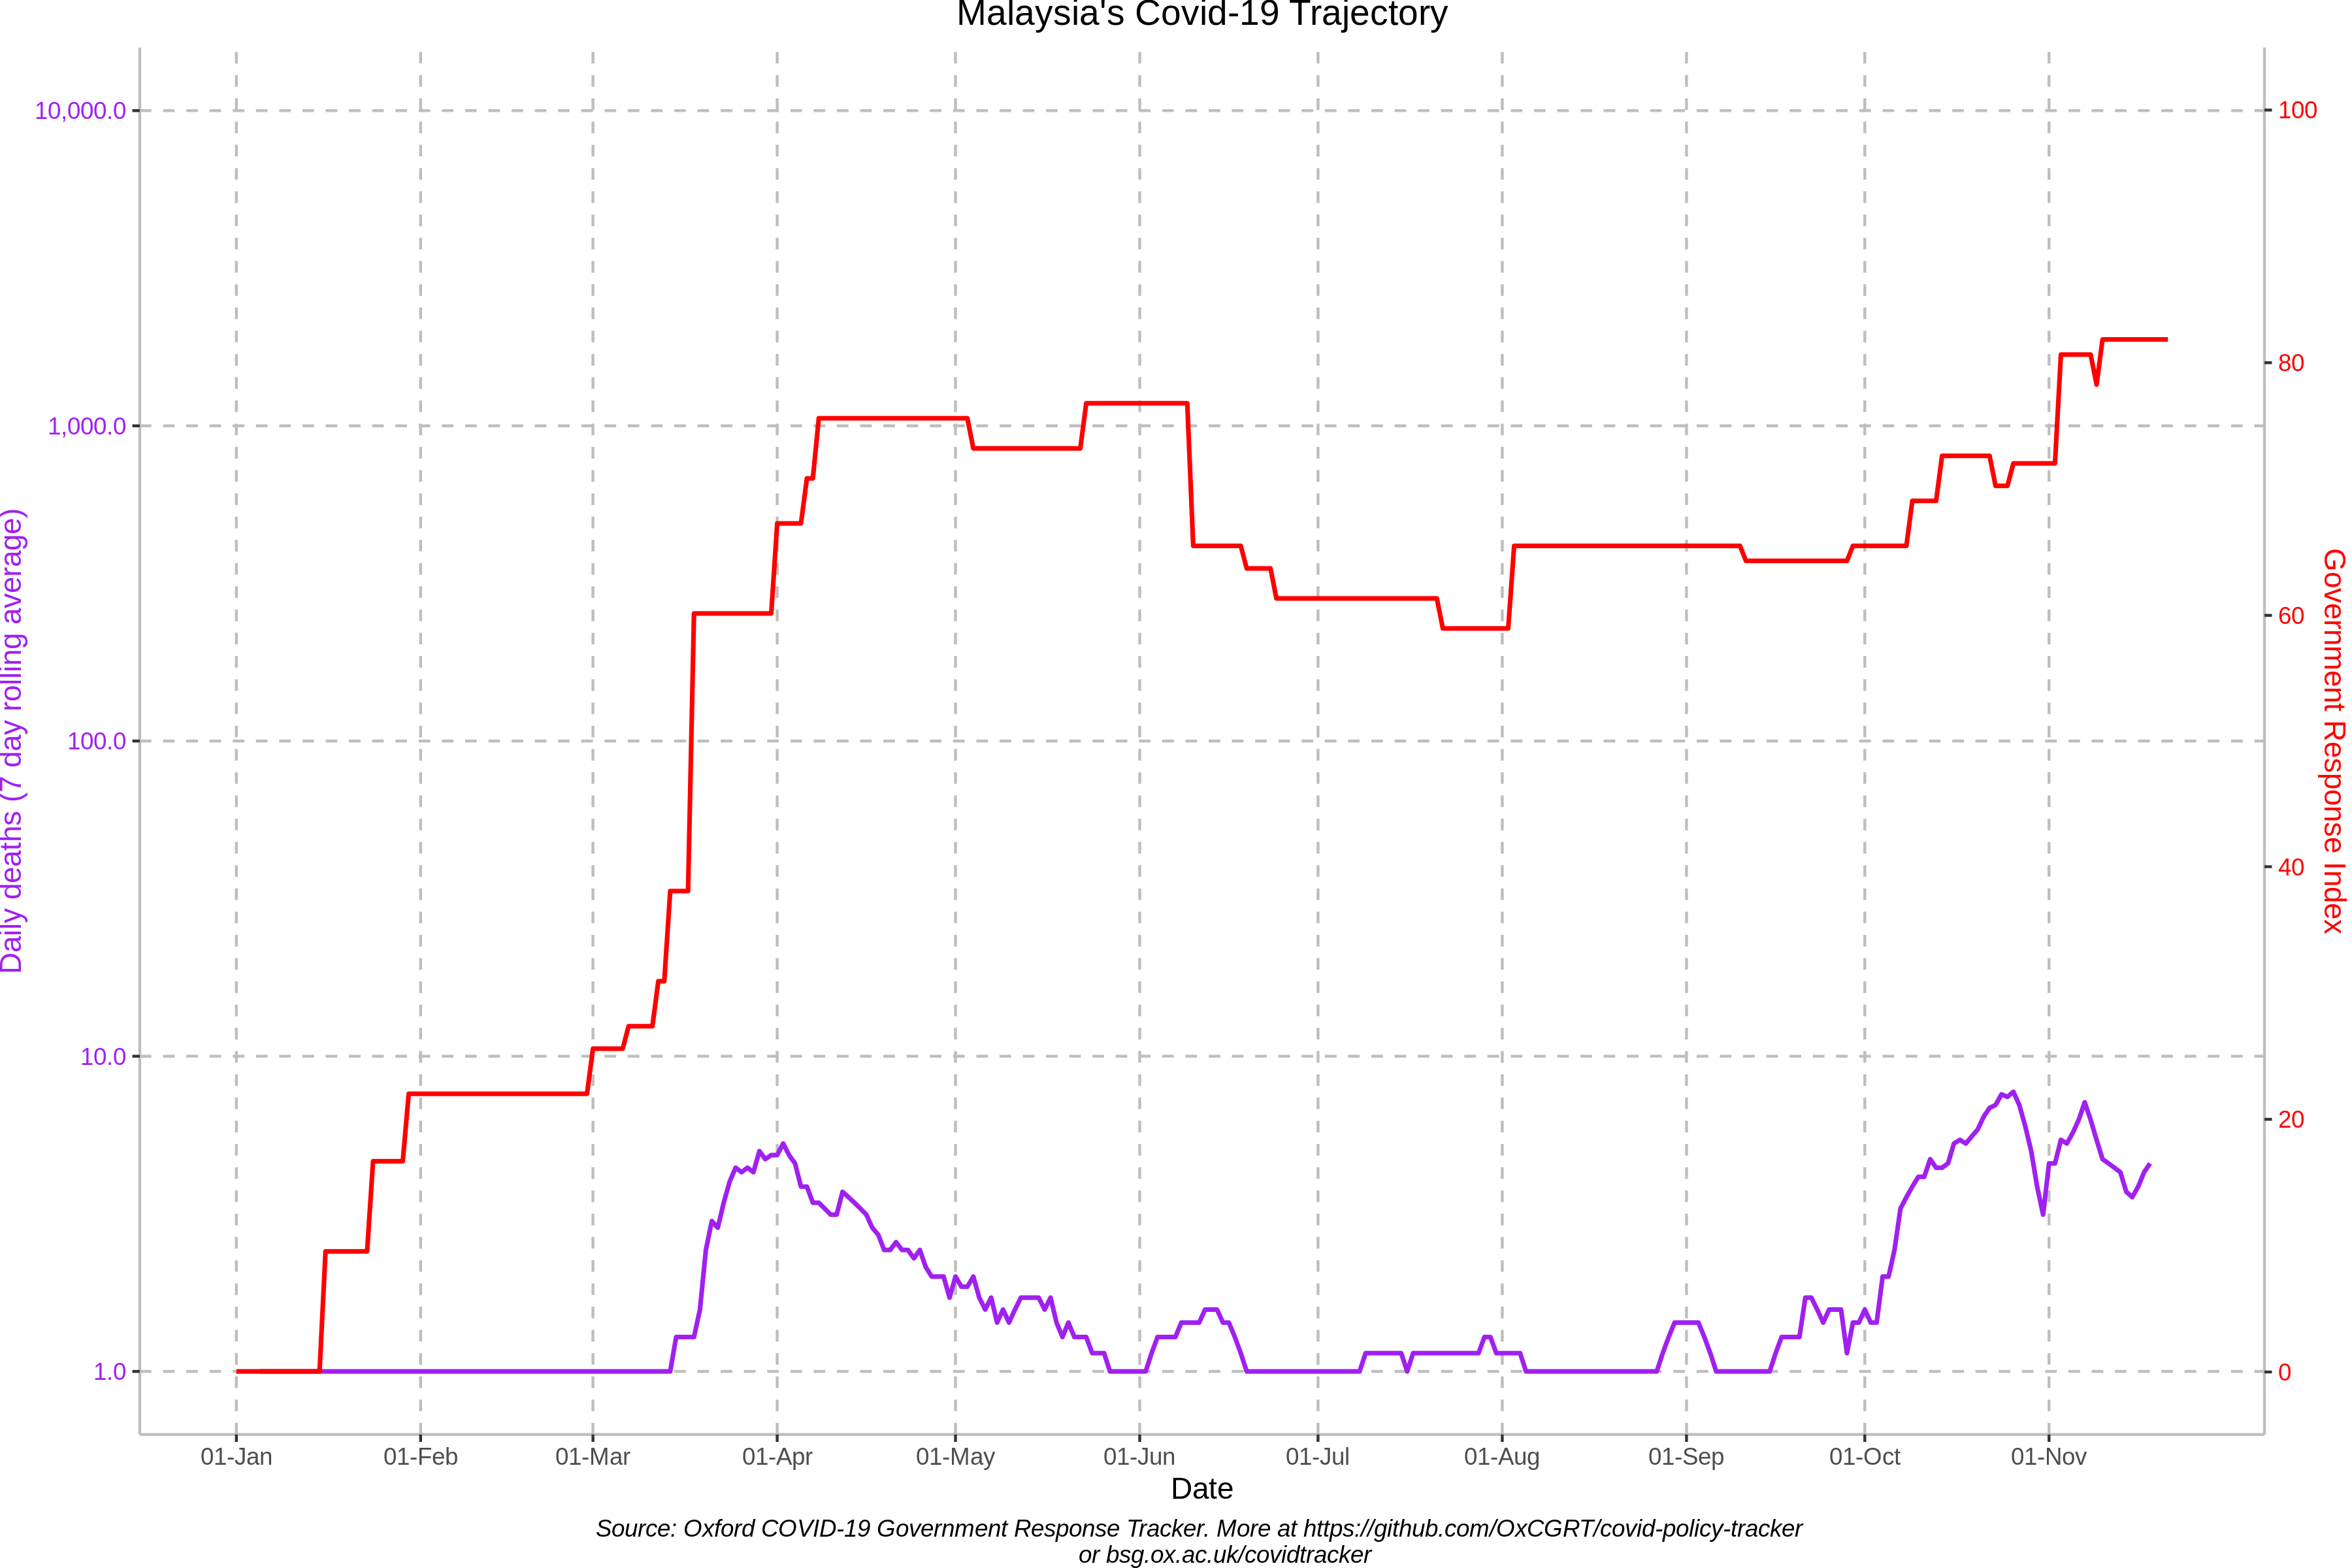 Malaysia's Covid-19 Trajectory
10,000.0
1,000.0
100.0
10.0
1.0
Daily deaths (7 day rolling average)
100
80
60
40
20
0
Government Response Index
01-Jan 01-Feb 01-Mar 01-Apr 01-May 01-Jun 01-Jul 01-Aug 01-Sep 01-Oct 01-Nov
Date
Source: Oxford COVID-19 Government Response Tracker. More at https://github.com/OxCGRT/covid-policy-tracker
or bsg.ox.ac.uk/covidtracker